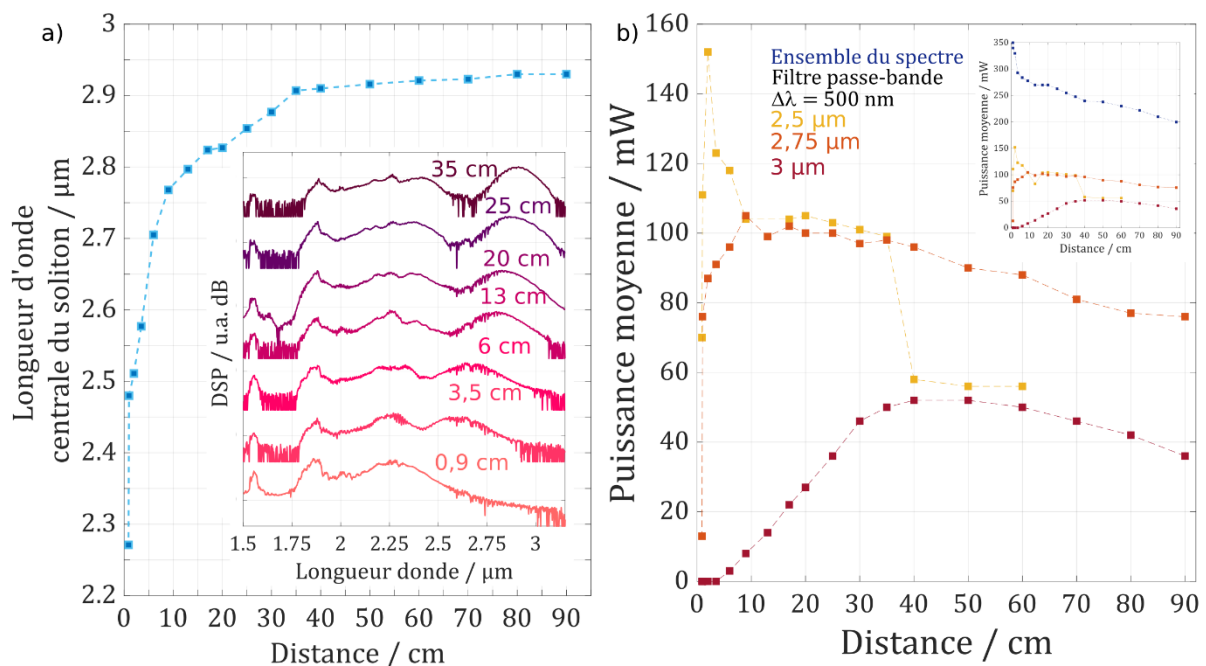 a)
Longueur d'onde
centrale du soliton / µm
3
2.9
2.8
2.7
2.6
2.5
2.4
2.3
2.2
0 10 20 30 40 50 60 70 80 90
Distance / cm
DSP / u.a. dB
35 cm
25 cm
20 cm
13 cm
6 cm
3,5 cm
0,9 cm
1.5 1.75 2 2.25 2.5 2.75 3
Longueur donde / µm
b)
Puissance moyenne / mW
160
140
120
100
80
60
40
20
0
0 10 20 30 40 50 60 70 80 90
Distance / cm
Ensemble du spectre
Filtre passe-bande
Δλ = 500 nm
2,5 µm
2,75 µm
3 µm
Puissance moyenne / mW
350
300
250
200
150
100
50
0
0 10 20 30 40 50 60 70 80 90
Distance / cm